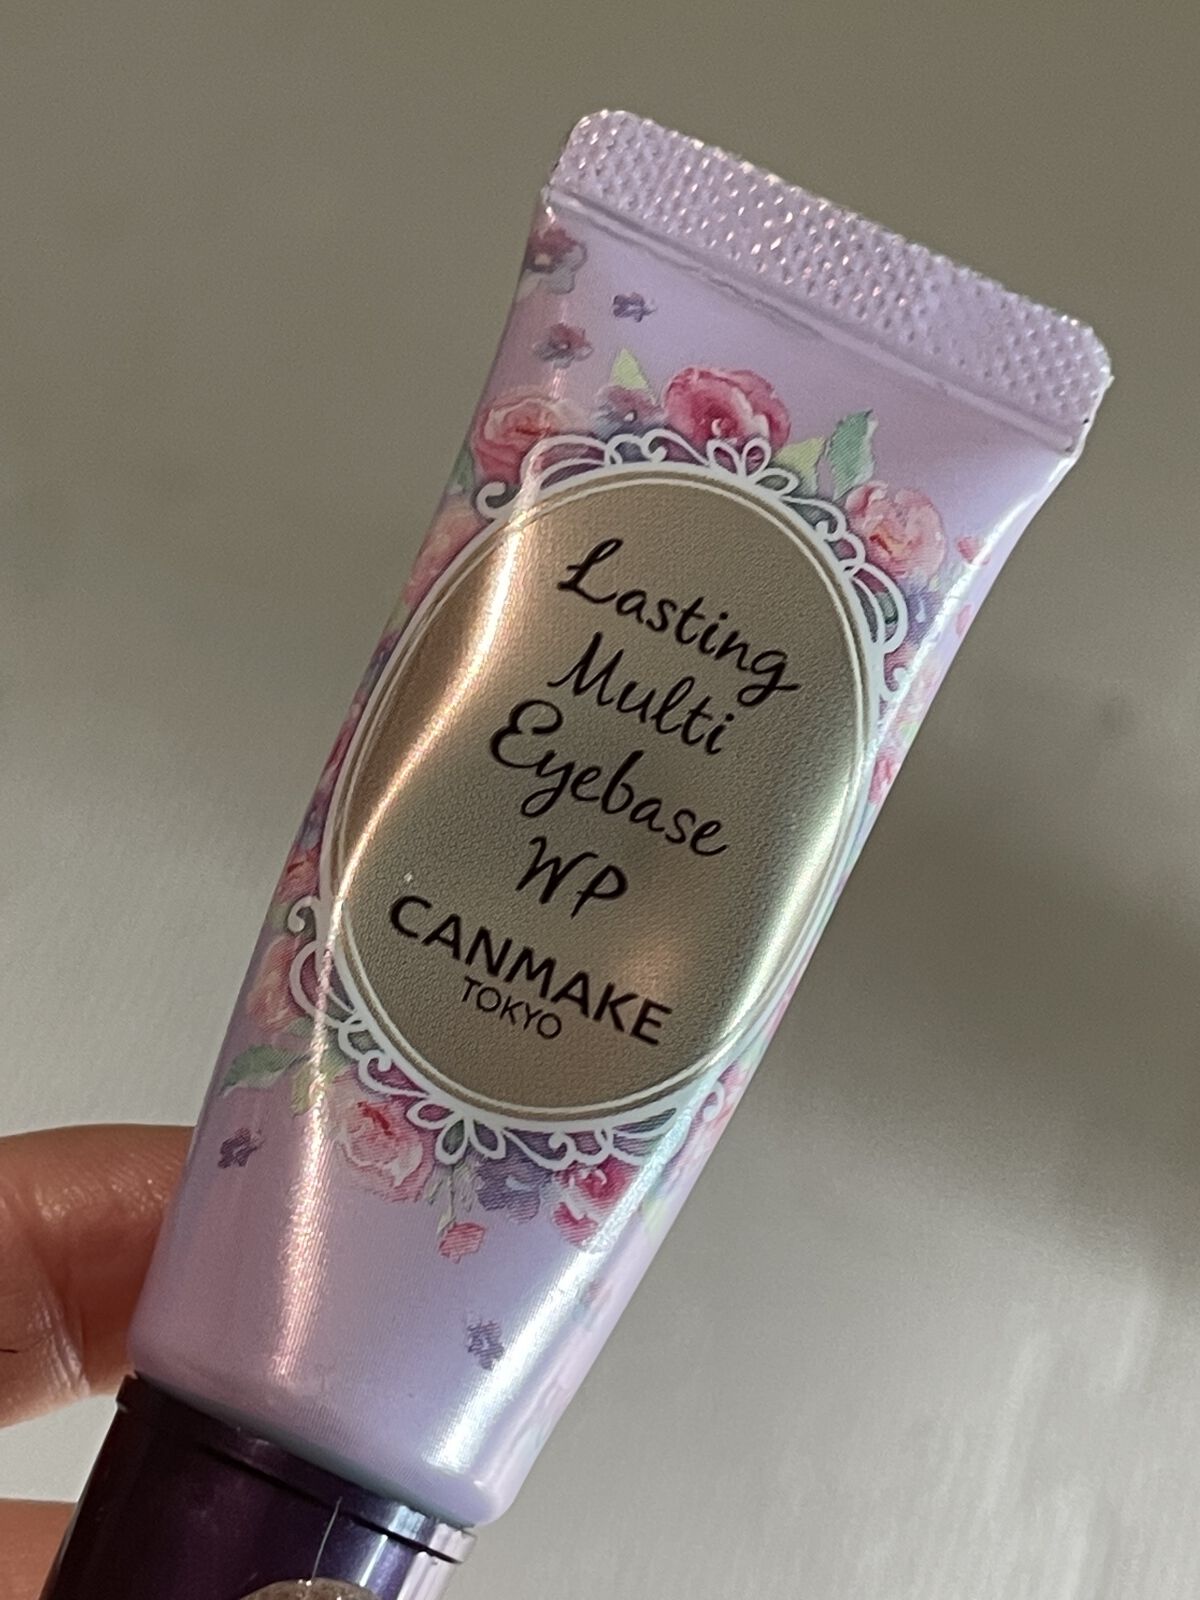 Lasting
Multi
Eyebase
WP
CANMAKE
TOKYO